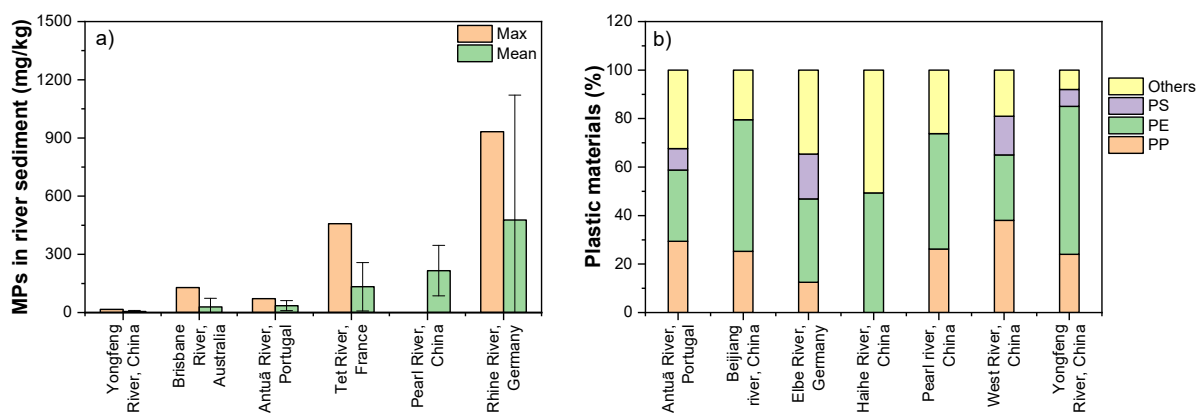 a)
Max
Mean
MPs in river sediment (mg/kg)
1500
1200
900
600
300
0
Yongfeng
River, China
Brisbane
River,
Australia
Antuã River,
Portugal
Tet River,
France
Pearl River,
China
Rhine River,
Germany
b)
Others
PS
PE
PP
Plastic materials (%)
120
100
80
60
40
20
0
Antuã River,
Portugal
Beijiang
river, China
Elbe River,
Germany
Haihe River,
China
Pearl river,
China
West River,
China
Yongfeng
River, China